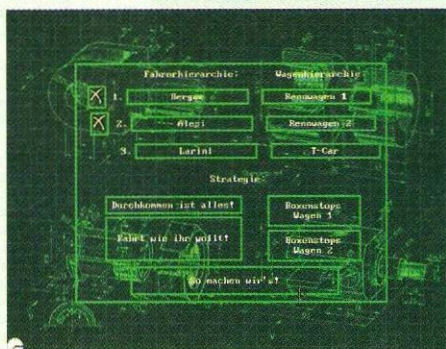 Fahrerhierarchie: Wagenhierarchie:
1. Berger Rennwagen 1
2. Alesi Rennwagen 2
3. Larini T-Car
Strategie:
Durchkommen ist alles! Boxenstops Wagen 1
Fahrt wie ihr wollt! Boxenstops Wagen 2
So machen wir's!